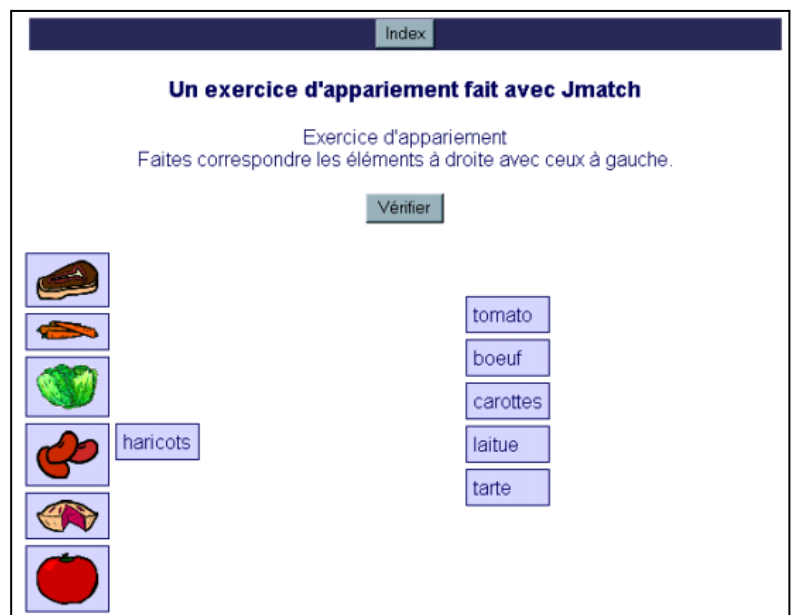 Index
Un exercice d'appariement fait avec Jmatch
Exercice d'appariement
Faites correspondre les éléments à droite avec ceux à gauche.
Vérifier
haricots
tomato
boeuf
carottes
laitue
tarte